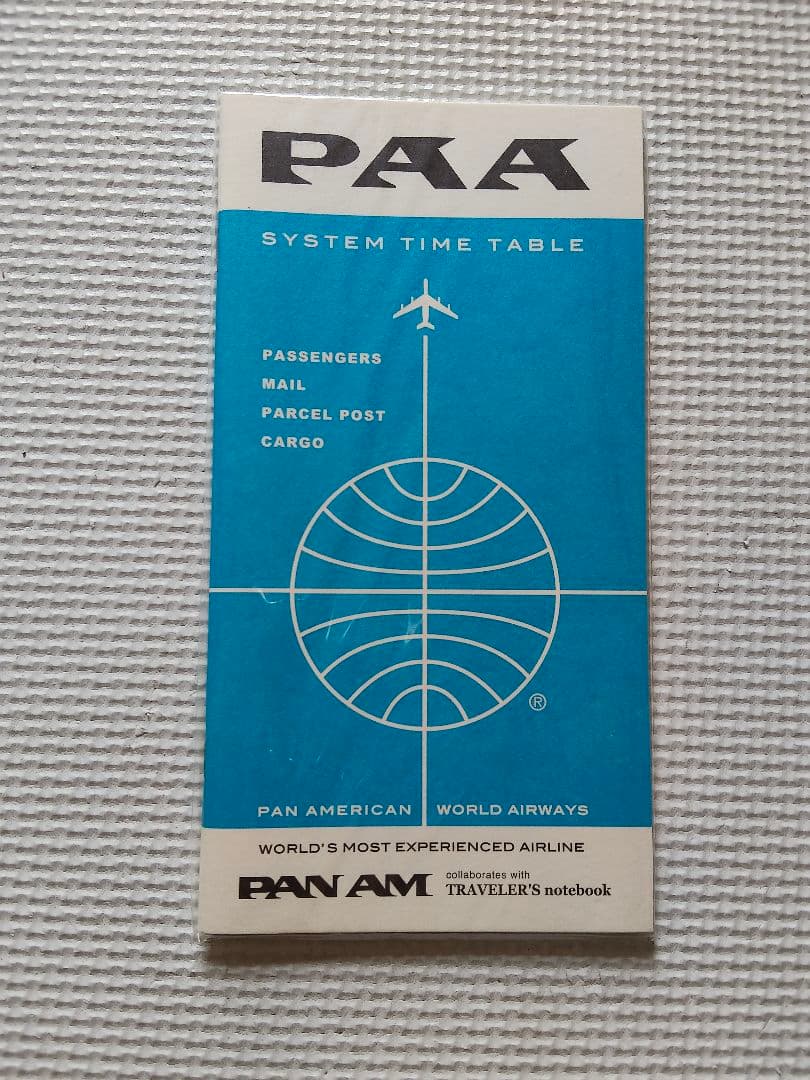 PAA
SYSTEM TIME TABLE
PASSENGERS
MAIL
PARCEL POST
CARGO
®
PAN AMERICAN WORLD AIRWAYS
WORLD'S MOST EXPERIENCED AIRLINE
PAN AM collaborates with
TRAVELER'S notebook